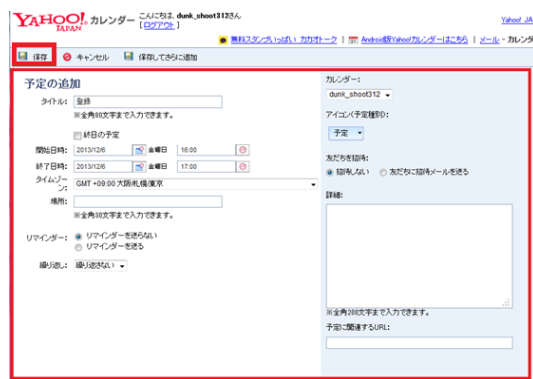 YAHOO! カレンダー こんにちは, dunk_shoot312さん
JAPAN [ログアウト]
Yahoo! JA
無料スタンプいっぱい カカオトーク | Android版Yahoo!カレンダーはこちら | メール - カレンダ
保存 キャンセル 保存してさらに追加
予定の追加
タイトル: 登録
※全角80文字まで入力できます。
終日の予定
開始日時: 2013/12/6 金曜日 16:00
終了日時: 2013/12/6 金曜日 17:00
タイムゾーン: GMT +09:00 大阪/札幌/東京
場所:
※全角30文字まで入力できます。
リマインダー: リマインダーを送らない
リマインダーを送る
繰り返し: 繰り返さない
カレンダー:
dunk_shoot312
アイコン(予定種別):
予定
友だちを招待:
招待しない 友だちに招待メールを送る
詳細:
※全角200文字まで入力できます。
予定に関連するURL: